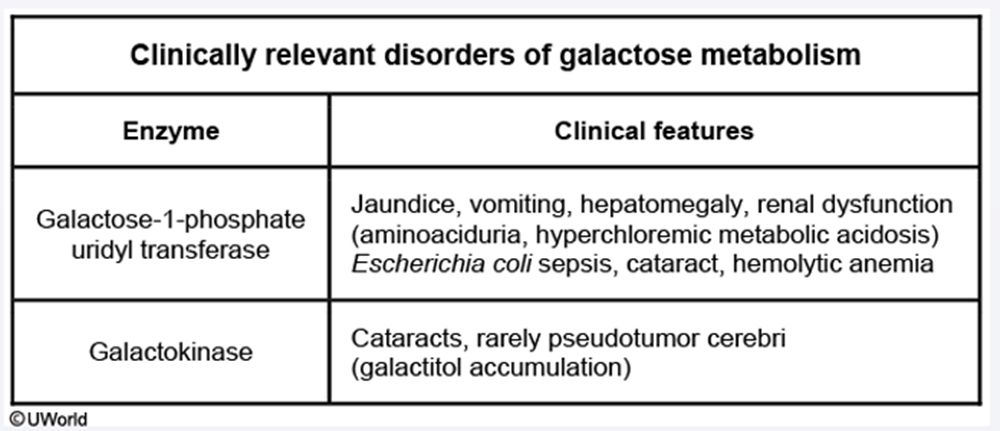 Clinically relevant disorders of galactose metabolism
Enzyme
Clinical features
Galactose-1-phosphate
uridyl transferase
Jaundice, vomiting, hepatomegaly, renal dysfunction
(aminoaciduria, hyperchloremic metabolic acidosis)
Escherichia coli sepsis, cataract, hemolytic anemia
Galactokinase
Cataracts, rarely pseudotumor cerebri
(galactitol accumulation)
©UWorld